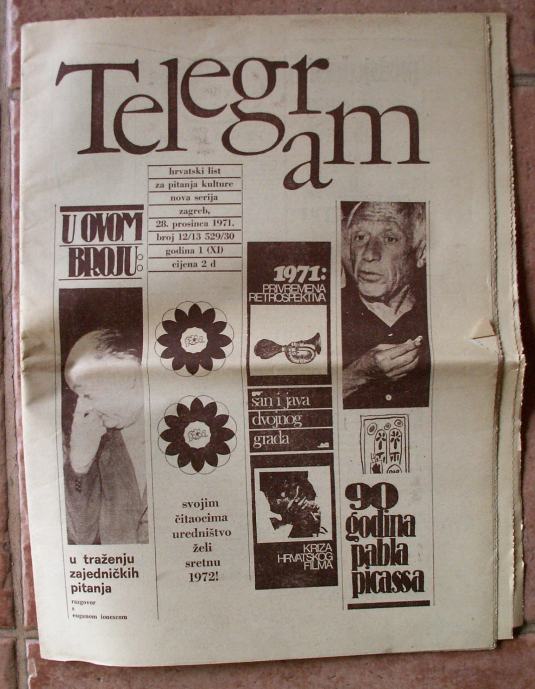 Telegram
hrvatski list
za pitanja kulture
nova serija
zagreb,
28. prosinca 1971.
broj 12/13 529/30
godina 1 (XI)
cijena 2 d
U OVOM
BROJU:
u traženju
zajedničkih
pitanja
razgovor
s
eugenom ionescom
svojim
čitaocima
uredništvo
želi
sretnu
1972!
1971:
PRIVREMENA
RETROSPEKTIVA
san i java
dvojnog
grada
KRIZA
HRVATSKOG
FILMA
90
godina
pabla
picassa